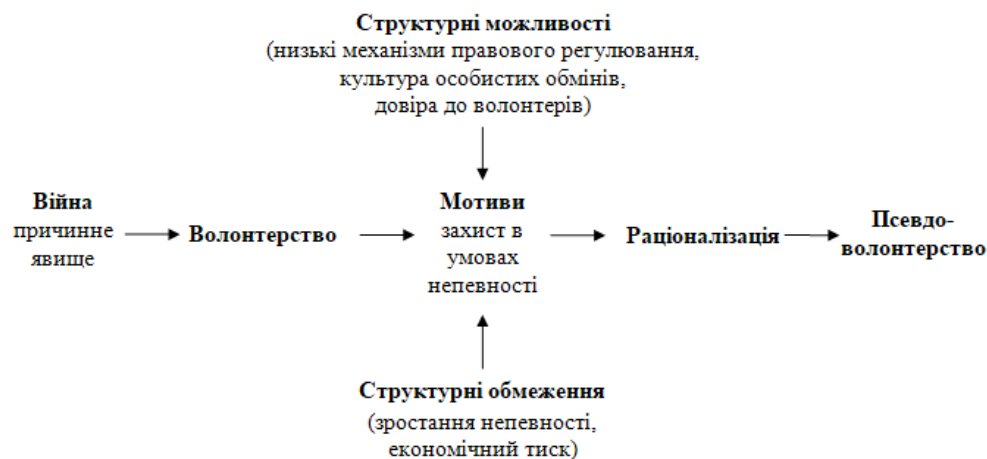 Структурні можливості
(низькі механізми правового регулювання,
культура особистих обмінів,
довіра до волонтерів)
Війна
причинне
явище
Волонтерство
Мотиви
захист в
умовах
непевності
Раціоналізація
Псевдо-
волонтерство
Структурні обмеження
(зростання непевності,
економічний тиск)